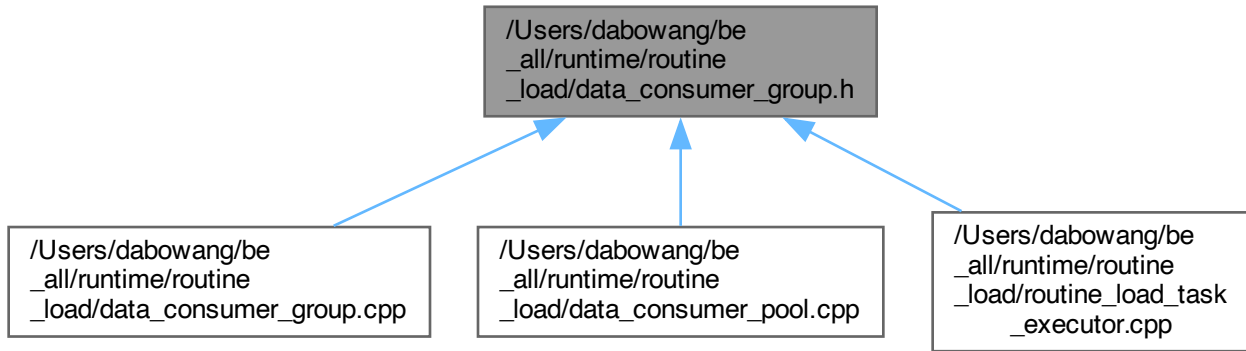 /Users/dabowang/be
_all/runtime/routine
_load/data_consumer_group.h
/Users/dabowang/be
_all/runtime/routine
_load/data_consumer_group.cpp
/Users/dabowang/be
_all/runtime/routine
_load/data_consumer_pool.cpp
/Users/dabowang/be
_all/runtime/routine
_load/routine_load_task
_executor.cpp